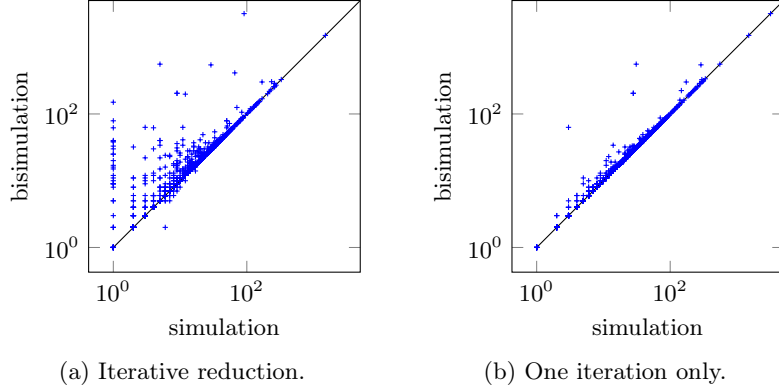 10^2
10^0
bisimulation
10^0
10^2
simulation
(a) Iterative reduction.
10^2
10^0
bisimulation
10^0
10^2
simulation
(b) One iteration only.